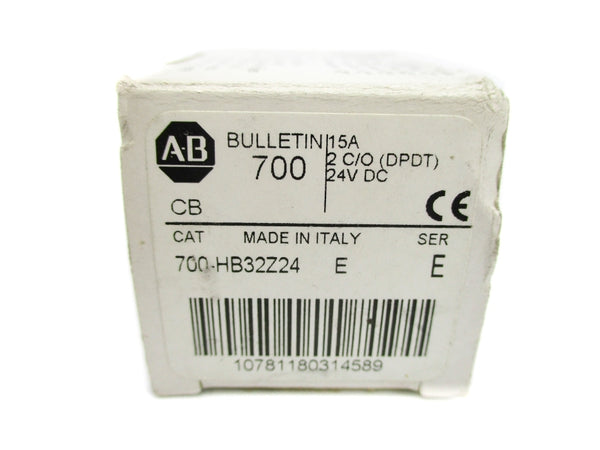 AB
BULLETIN
700
15A
2 C/O (DPDT)
24V DC
CB
CE
CAT MADE IN ITALY SER
700-HB32Z24 E E
10781180314589